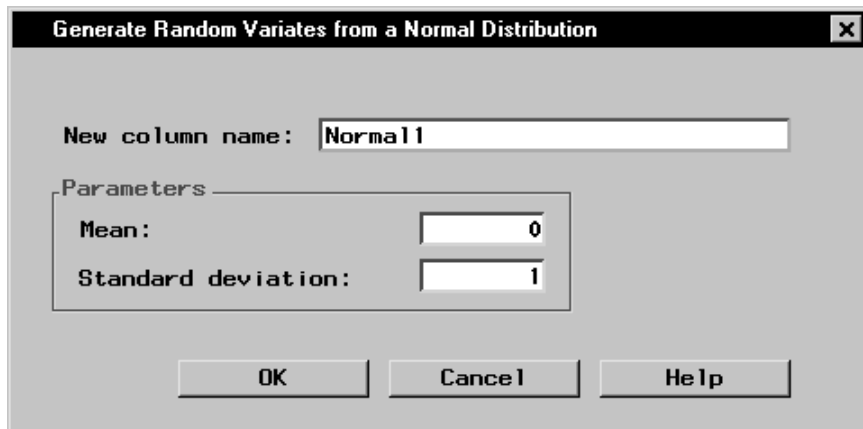 Generate Random Variates from a Normal Distribution
New column name: Normal1
Parameters
Mean: 0
Standard deviation: 1
OK Cancel Help